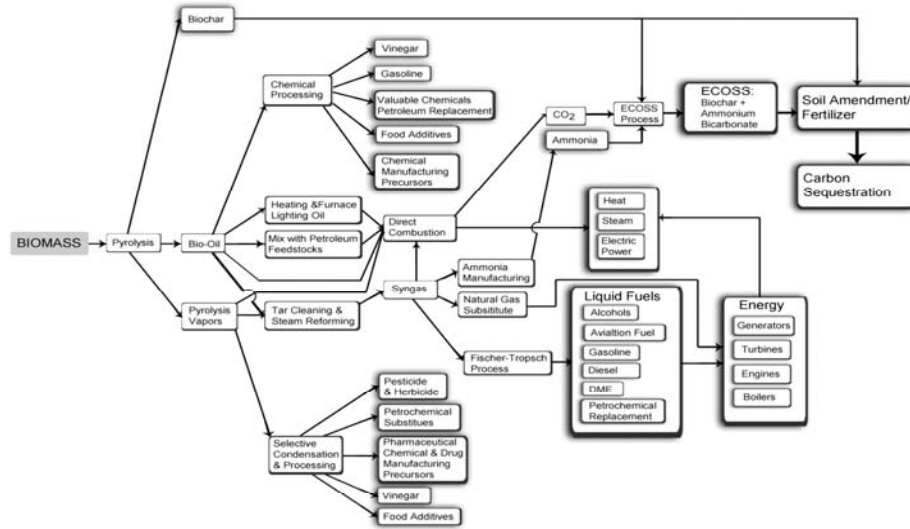 Biochar
Vinegar
Gasoline
Chemical
Processing
Valuable Chemicals
Petroleum Replacement
Food Additives
Chemical
Manufacturing
Precursors
CO2
Ammonia
ECOSS
Process
ECOSS:
Biochar +
Ammonium
Bicarbonate
Soil Amendment/
Fertilizer
Carbon
Sequestration
Heating &Furnace
Lighting Oil
Mix with Petroleum
Feedstocks
Direct
Combustion
Heat
Steam
Electric
Power
BIOMASS
Pyrolysis
Bio-Oil
Pyrolysis
Vapors
Tar Cleaning &
Steam Reforming
Syngas
Ammonia
Manufacturing
Natural Gas
Subsititute
Fischer-Tropsch
Process
Liquid Fuels
Alcohols
Avialtion Fuel
Gasoline
Diesel
DME
Petrochemical
Replacement
Energy
Generators
Turbines
Engines
Boilers
Selective
Condensation
& Processing
Pesticide
& Herbicide
Petrochemical
Substitues
Pharmaceutical
Chemical & Drug
Manufacturing
Precursors
Vinegar
Food Additives